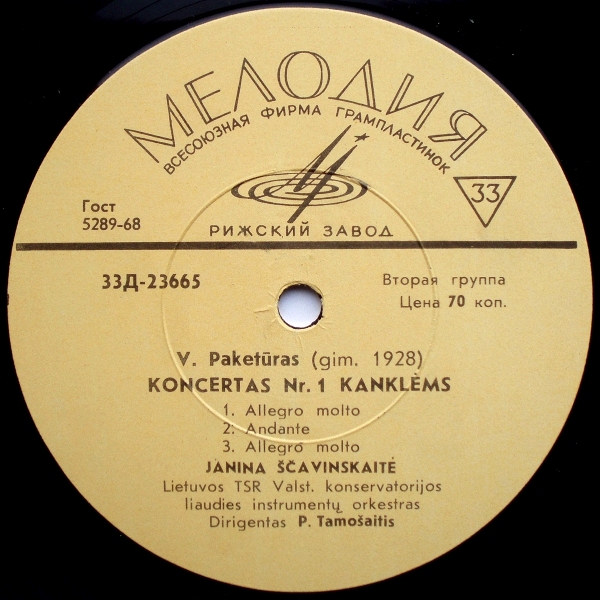 МЕЛОДИЯ
ВСЕСОЮЗНАЯ ФИРМА ГРАМПЛАСТИНОК
33
Гост
5289-68
РИЖСКИЙ ЗАВОД
33Д-23665
Вторая группа
Цена 70 коп.
V. Paketūras (gim. 1928)
KONCERTAS Nr. 1 KANKLĖMS
1. Allegro molto
2. Andante
3. Allegro molto
JANINA ŠČAVINSKAITĖ
Lietuvos TSR Valst. konservatorijos
liaudies instrumentų orkestras
Dirigentas P. Tamošaitis